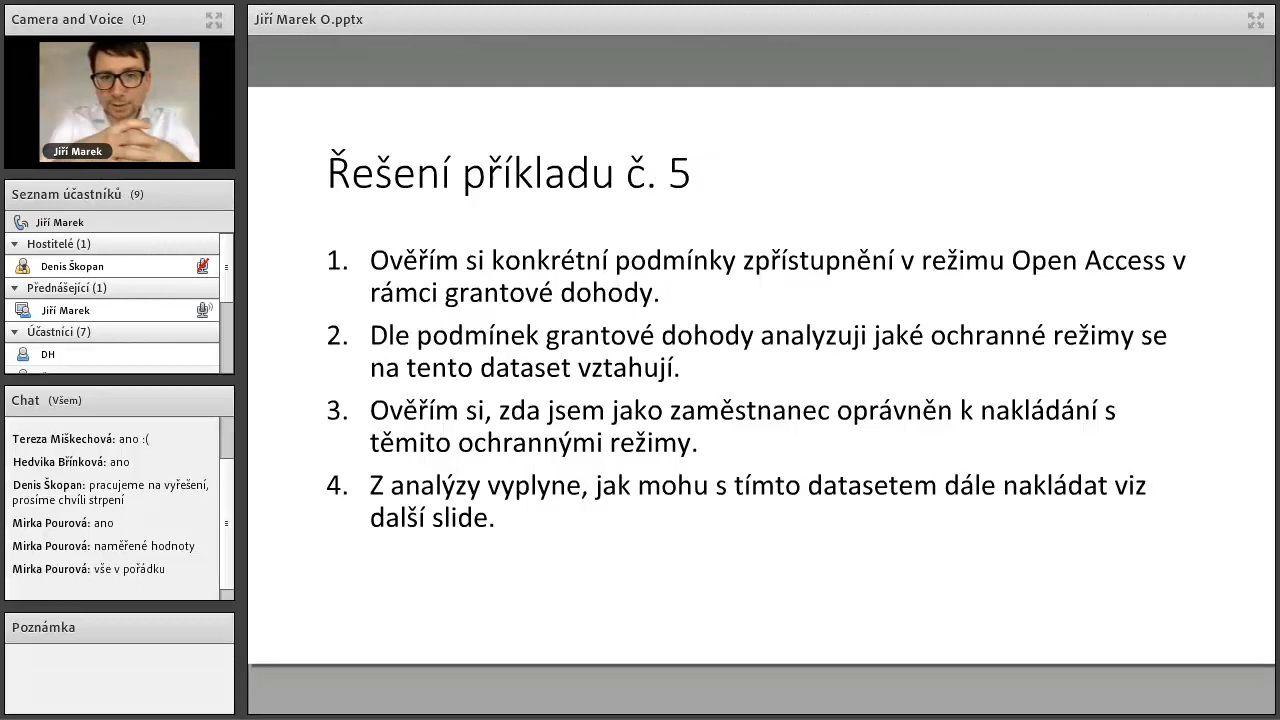 Camera and Voice (1)
Jiří Marek
Seznam účastníků (9)
Jiří Marek
Hostitelé (1)
Denis Škopan
Přednášející (1)
Jiří Marek
Účastníci (7)
DH
Chat (Všem)
Tereza Miškechová: ano :(
Hedvika Brínková: ano
Denis Škopan: pracujeme na vyřešení,
prosíme chvíli strpení
Mirka Pourová: ano
Mirka Pourová: naměřené hodnoty
Mirka Pourová: vše v pořádku
Poznámka
Jiří Marek O.pptx
Řešení příkladu č. 5
1. Ověřím si konkrétní podmínky zpřístupnění v režimu Open Access v
rámci grantové dohody.
2. Dle podmínek grantové dohody analyzuji jaké ochranné režimy se
na tento dataset vztahují.
3. Ověřím si, zda jsem jako zaměstnanec oprávněn k nakládání s
těmito ochrannými režimy.
4. Z analýzy vyplyne, jak mohu s tímto datasetem dále nakládat viz
další slide.